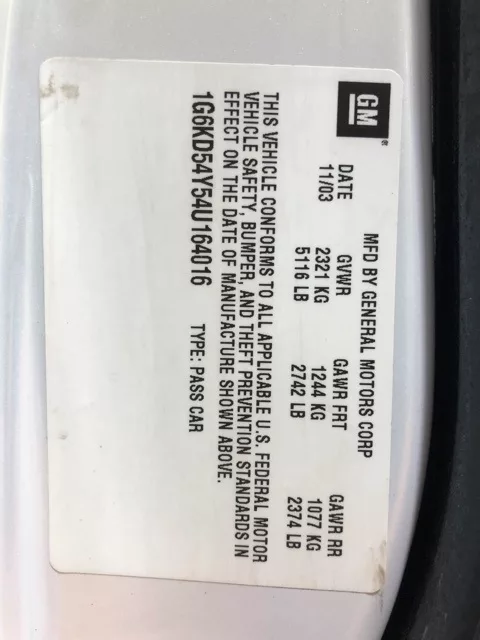 GM®
MFD BY GENERAL MOTORS CORP
DATE GVWR GAWR FRT GAWR RR
11/03 2321 KG 1244 KG 1077 KG
5116 LB 2742 LB 2374 LB
THIS VEHICLE CONFORMS TO ALL APPLICABLE U.S. FEDERAL MOTOR
VEHICLE SAFETY, BUMPER, AND THEFT PREVENTION STANDARDS IN
EFFECT ON THE DATE OF MANUFACTURE SHOWN ABOVE.
1G6KD54Y54U164016 TYPE: PASS CAR